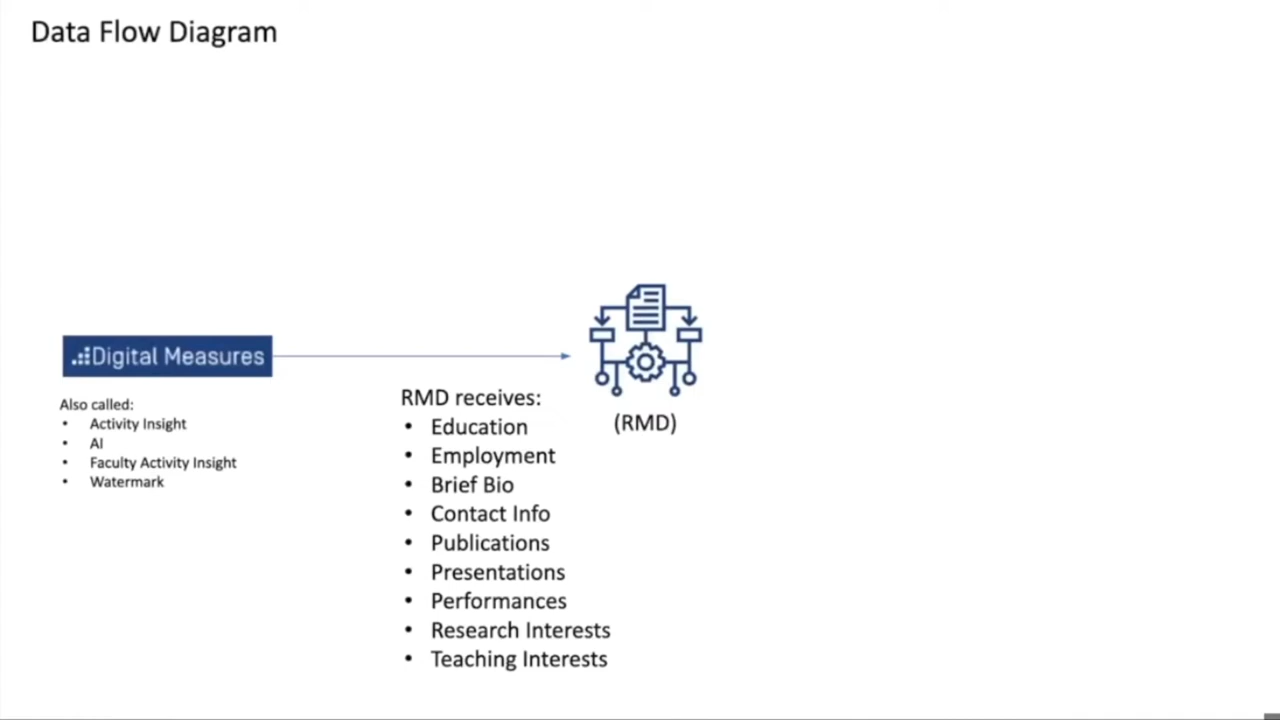 Data Flow Diagram
Digital Measures
Also called:
• Activity Insight
• AI
• Faculty Activity Insight
• Watermark
RMD receives:
• Education
• Employment
• Brief Bio
• Contact Info
• Publications
• Presentations
• Performances
• Research Interests
• Teaching Interests
(RMD)